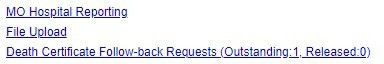 MO Hospital Reporting
File Upload
Death Certificate Follow-back Requests (Outstanding:1, Released:0)